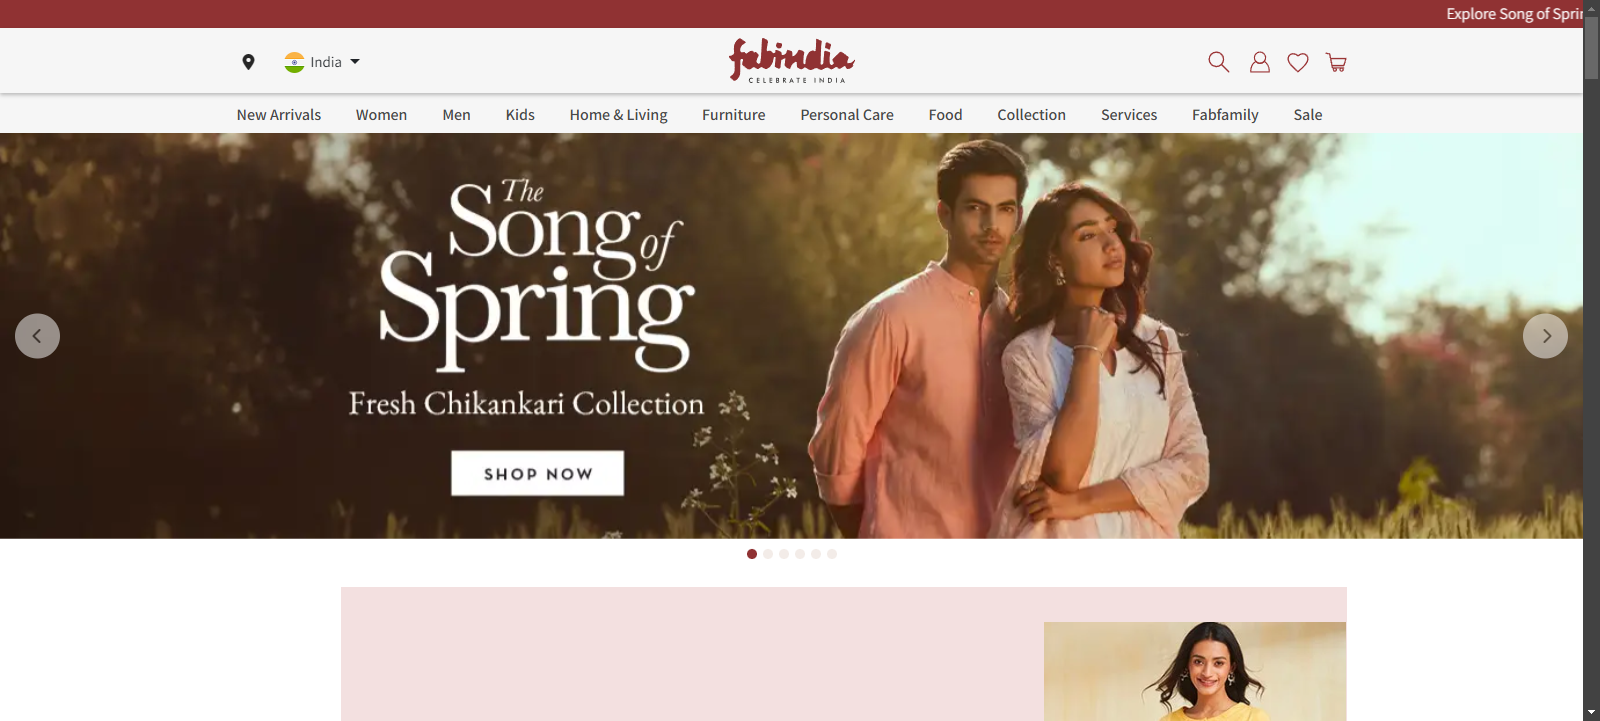 Explore Song of
India
fabindia
CELEBRATE INDIA
New Arrivals Women Men Kids Home & Living Furniture Personal Care Food Collection Services Fabfamily Sale
The
Song of
Spring
Fresh Chikankari Collection
SHOP NOW